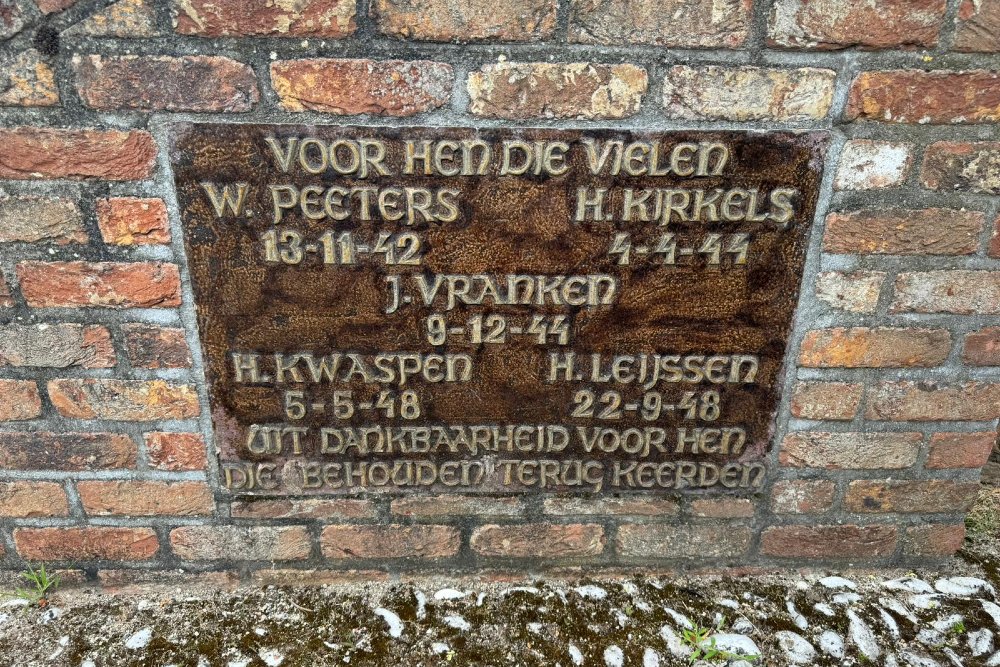 VOOR HEN DIE VIELEN
W. PEETERS H. KIRKELS
13-11-42 4-4-44
J. VRANKEN
9-12-44
H. KWASPEN H. LEIJSSEN
5-5-48 22-9-48
UIT DANKBAARHEID VOOR HEN
DIE BEHOUDEN TERUG KEERDEN